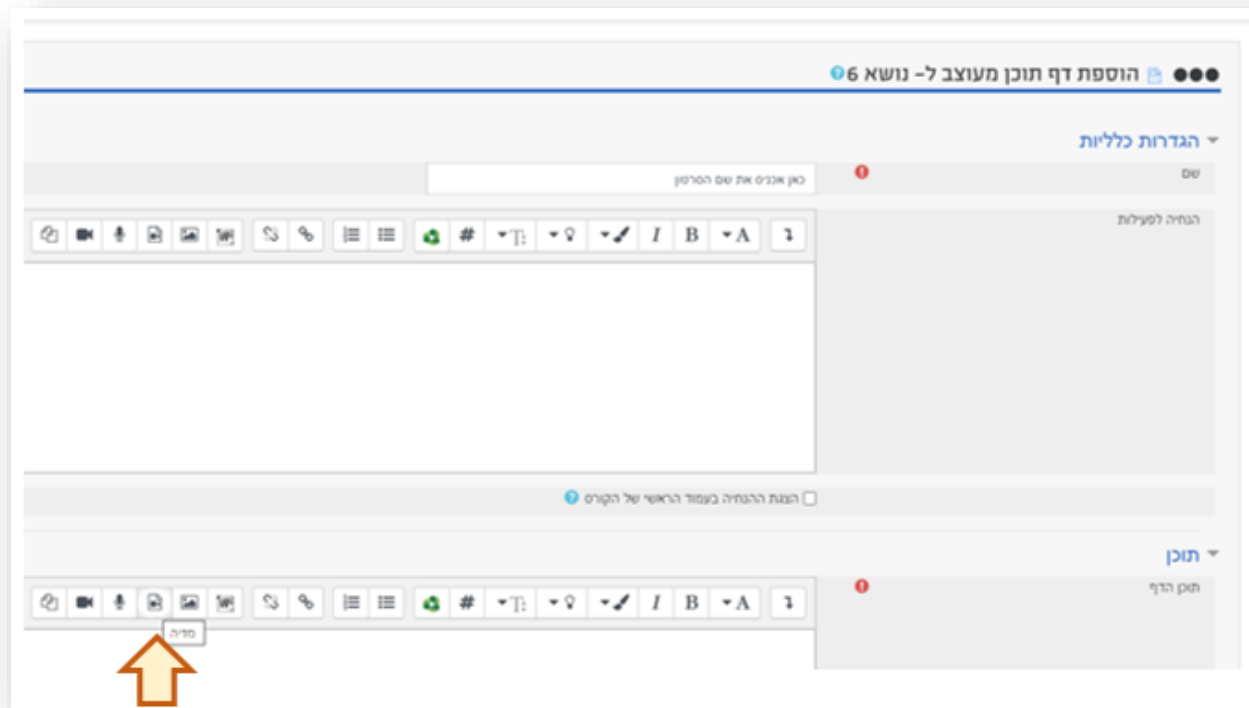 הוספת דף תוכן מעוצב ל- נושא 6
הגדרות כלליות
שם
כאן אכניס את שם הסרטון
הנחיה לפעילות
הצגת ההנחיה בעמוד הראשי של הקורס
תוכן
תוכן הדף
מדיה